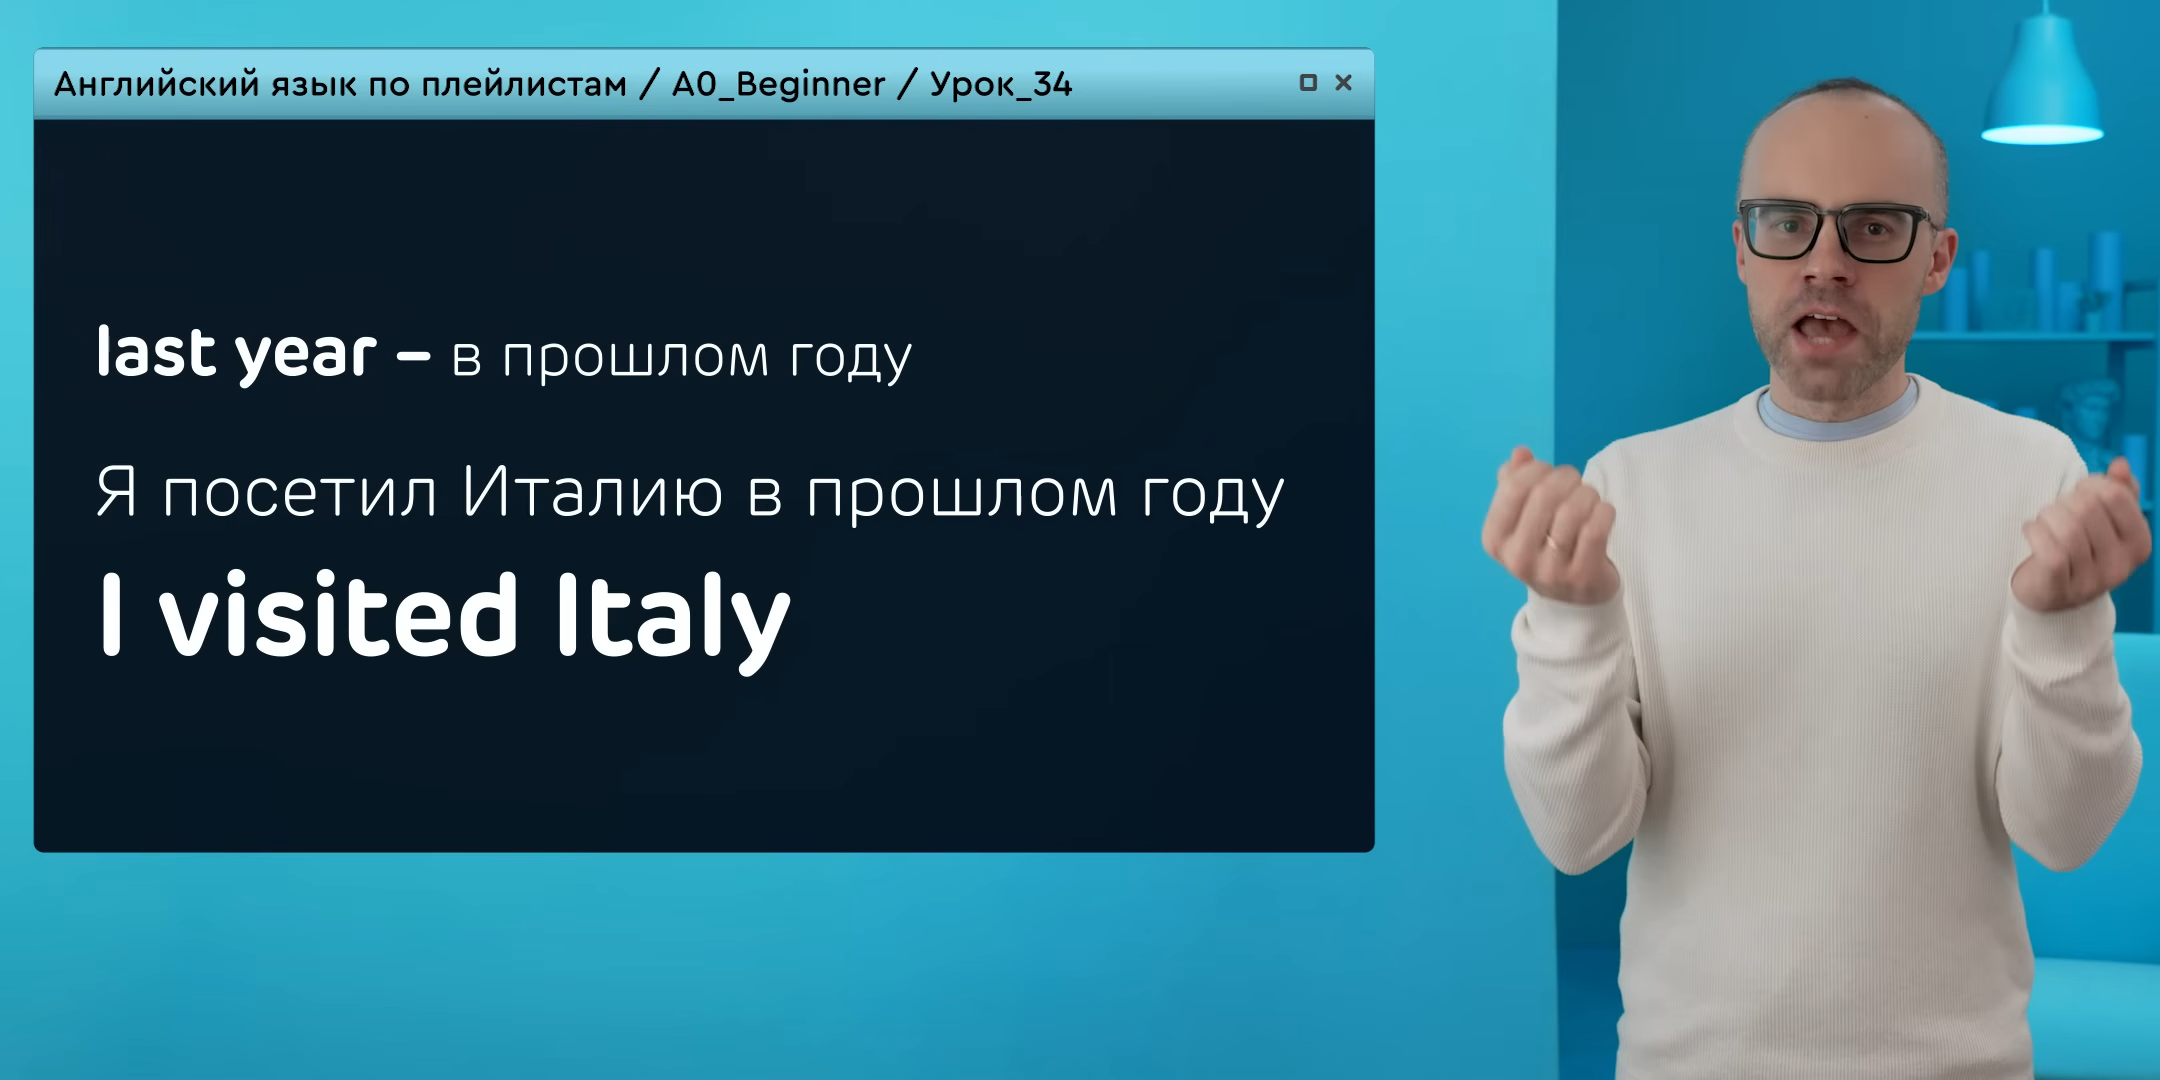 Английский язык по плейлистам / A0_Beginner / Урок_34
last year – в прошлом году
Я посетил Италию в прошлом году
I visited Italy